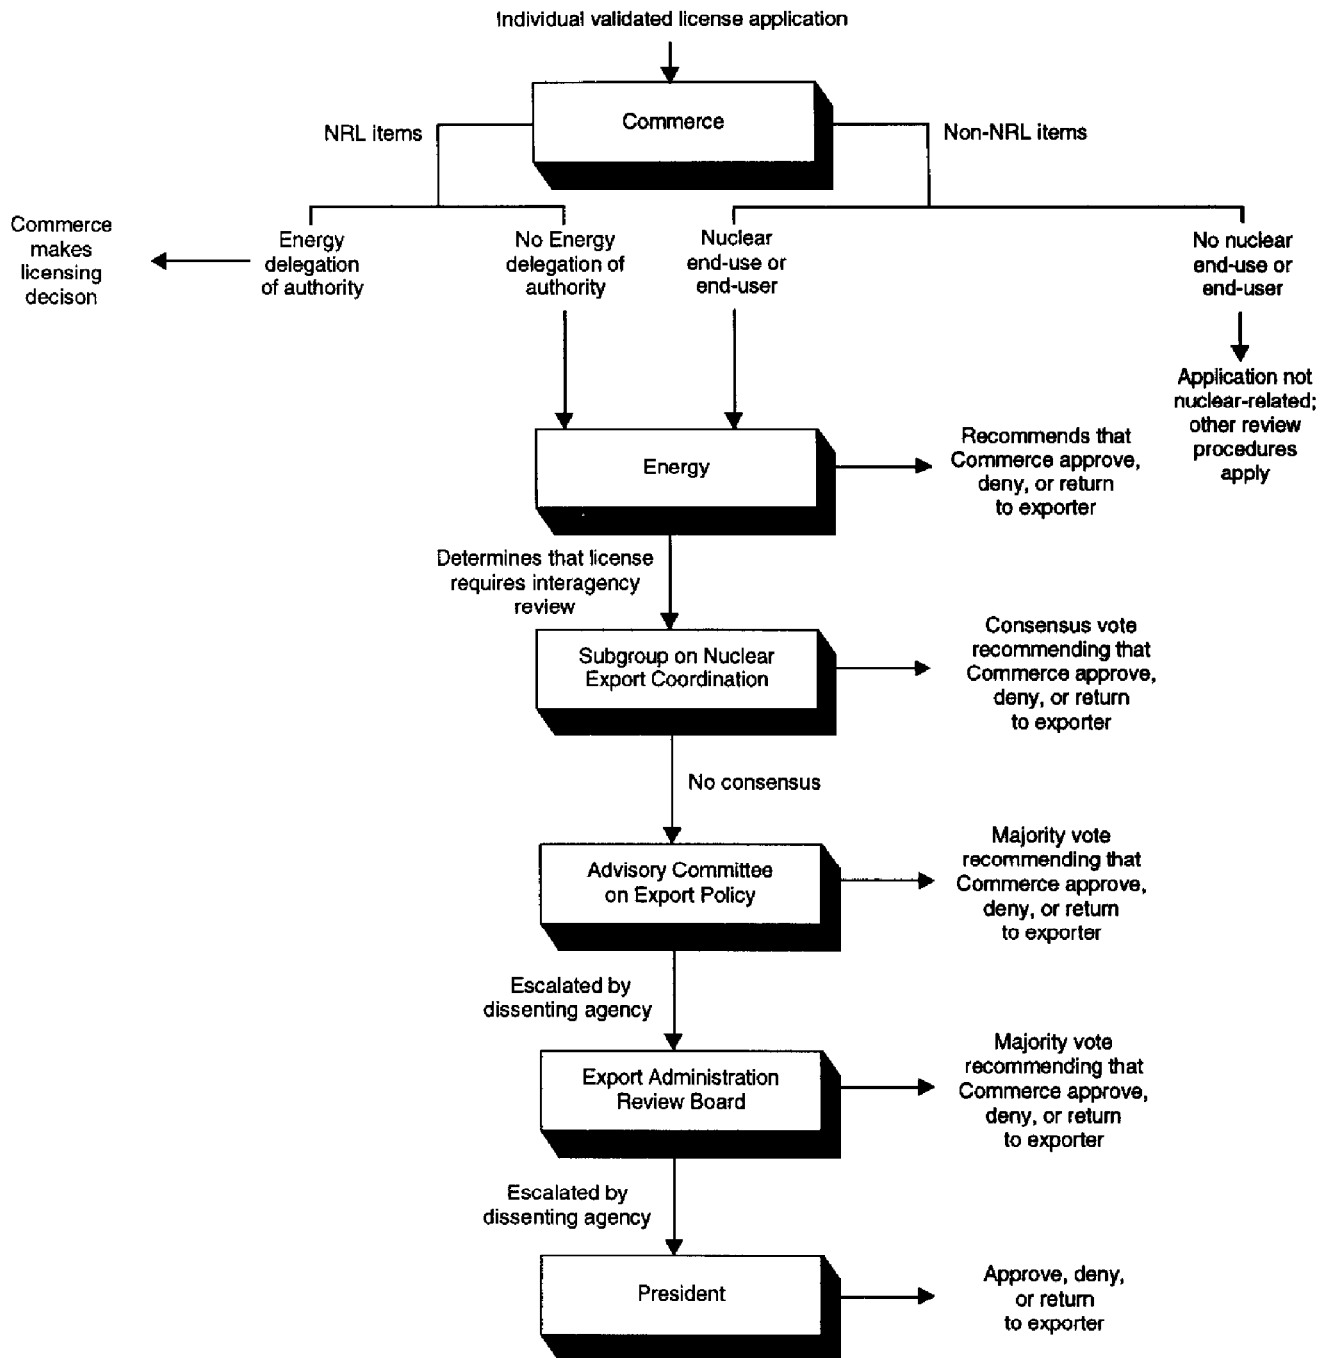 Individual validated license application
Commerce
NRL items
Non-NRL items
Commerce
makes
licensing
decison
Energy
delegation
of authority
No Energy
delegation of
authority
Nuclear
end-use or
end-user
No nuclear
end-use or
end-user
Application not
nuclear-related;
other review
procedures
apply
Energy
Recommends that
Commerce approve,
deny, or return
to exporter
Determines that license
requires interagency
review
Subgroup on Nuclear
Export Coordination
Consensus vote
recommending that
Commerce approve,
deny, or return
to exporter
No consensus
Advisory Committee
on Export Policy
Majority vote
recommending that
Commerce approve,
deny, or return
to exporter
Escalated by
dissenting agency
Export Administration
Review Board
Majority vote
recommending that
Commerce approve,
deny, or return
to exporter
Escalated by
dissenting agency
President
Approve, deny,
or return
to exporter